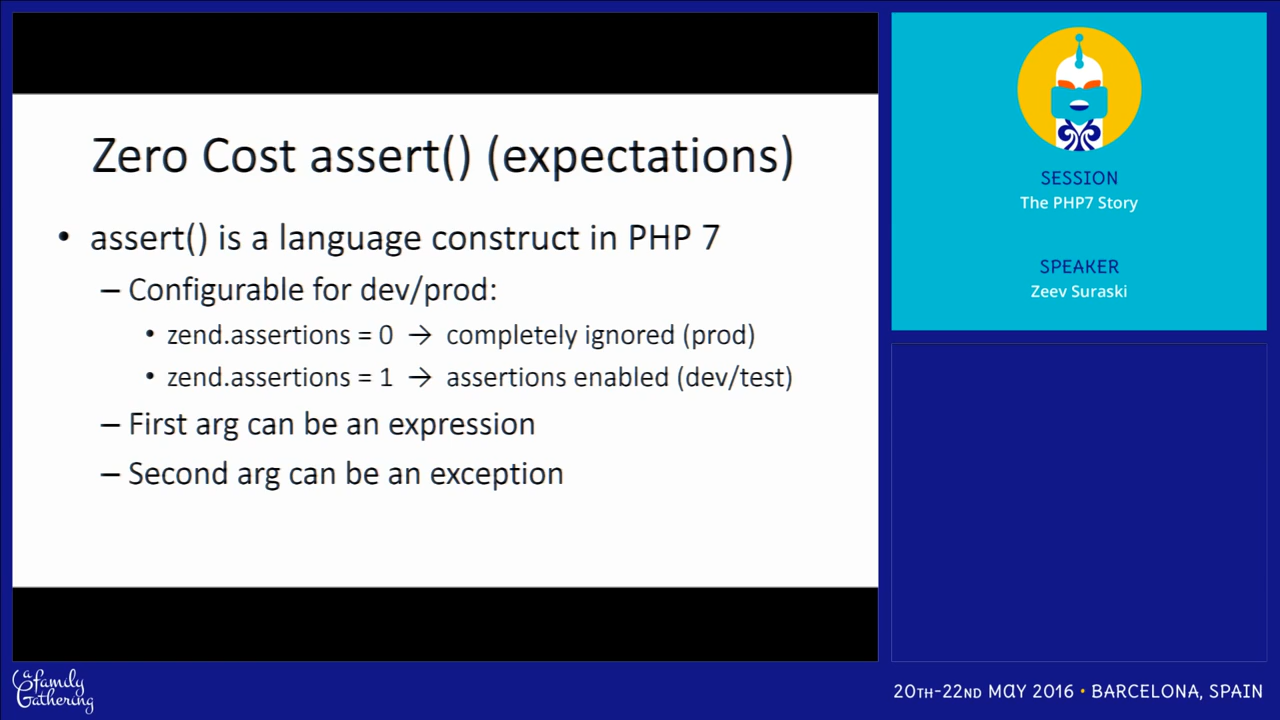 Zero Cost assert() (expectations)
• assert() is a language construct in PHP 7
– Configurable for dev/prod:
• zend.assertions = 0 → completely ignored (prod)
• zend.assertions = 1 → assertions enabled (dev/test)
– First arg can be an expression
– Second arg can be an exception
SESSION
The PHP7 Story
SPEAKER
Zeev Suraski
a family
Gathering
20TH-22ND MAY 2016 • BARCELONA, SPAIN